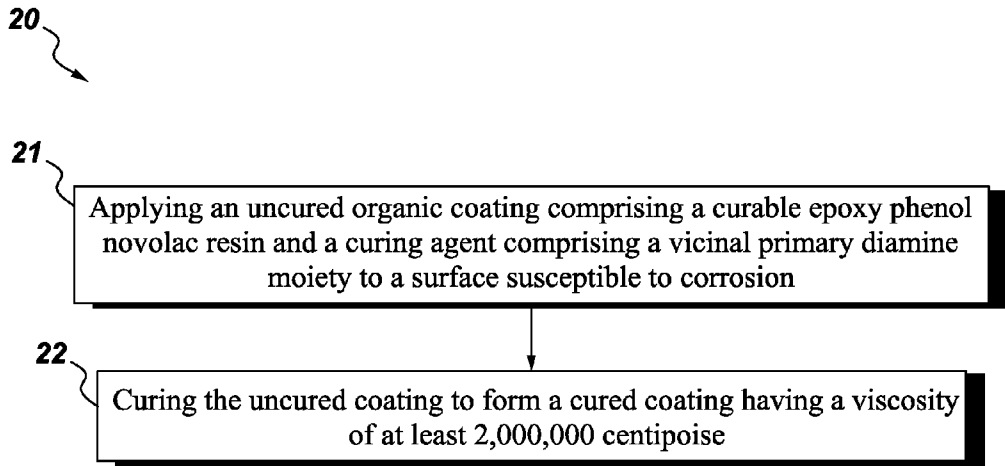 20
21
Applying an uncured organic coating comprising a curable epoxy phenol
novolac resin and a curing agent comprising a vicinal primary diamine
moiety to a surface susceptible to corrosion
22
Curing the uncured coating to form a cured coating having a viscosity
of at least 2,000,000 centipoise